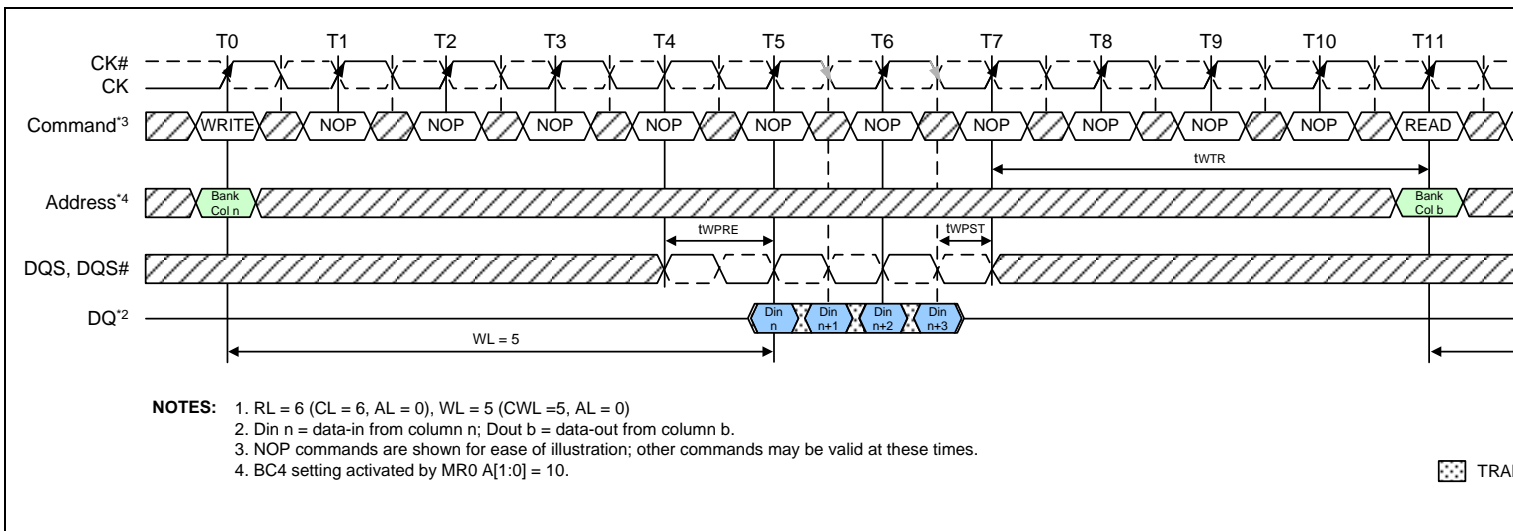 T0 T1 T2 T3 T4 T5 T6 T7 T8 T9 T10 T11
CK#
CK
Command*3 WRITE NOP NOP NOP NOP NOP NOP NOP NOP NOP NOP READ
tWTR
Address*4 Bank Col n Bank Col b
tWPRE tWPST
DQS, DQS#
DQ*2 Din n Din n+1 Din n+2 Din n+3
WL = 5
NOTES: 1. RL = 6 (CL = 6, AL = 0), WL = 5 (CWL =5, AL = 0)
2. Din n = data-in from column n; Dout b = data-out from column b.
3. NOP commands are shown for ease of illustration; other commands may be valid at these times.
4. BC4 setting activated by MR0 A[1:0] = 10.